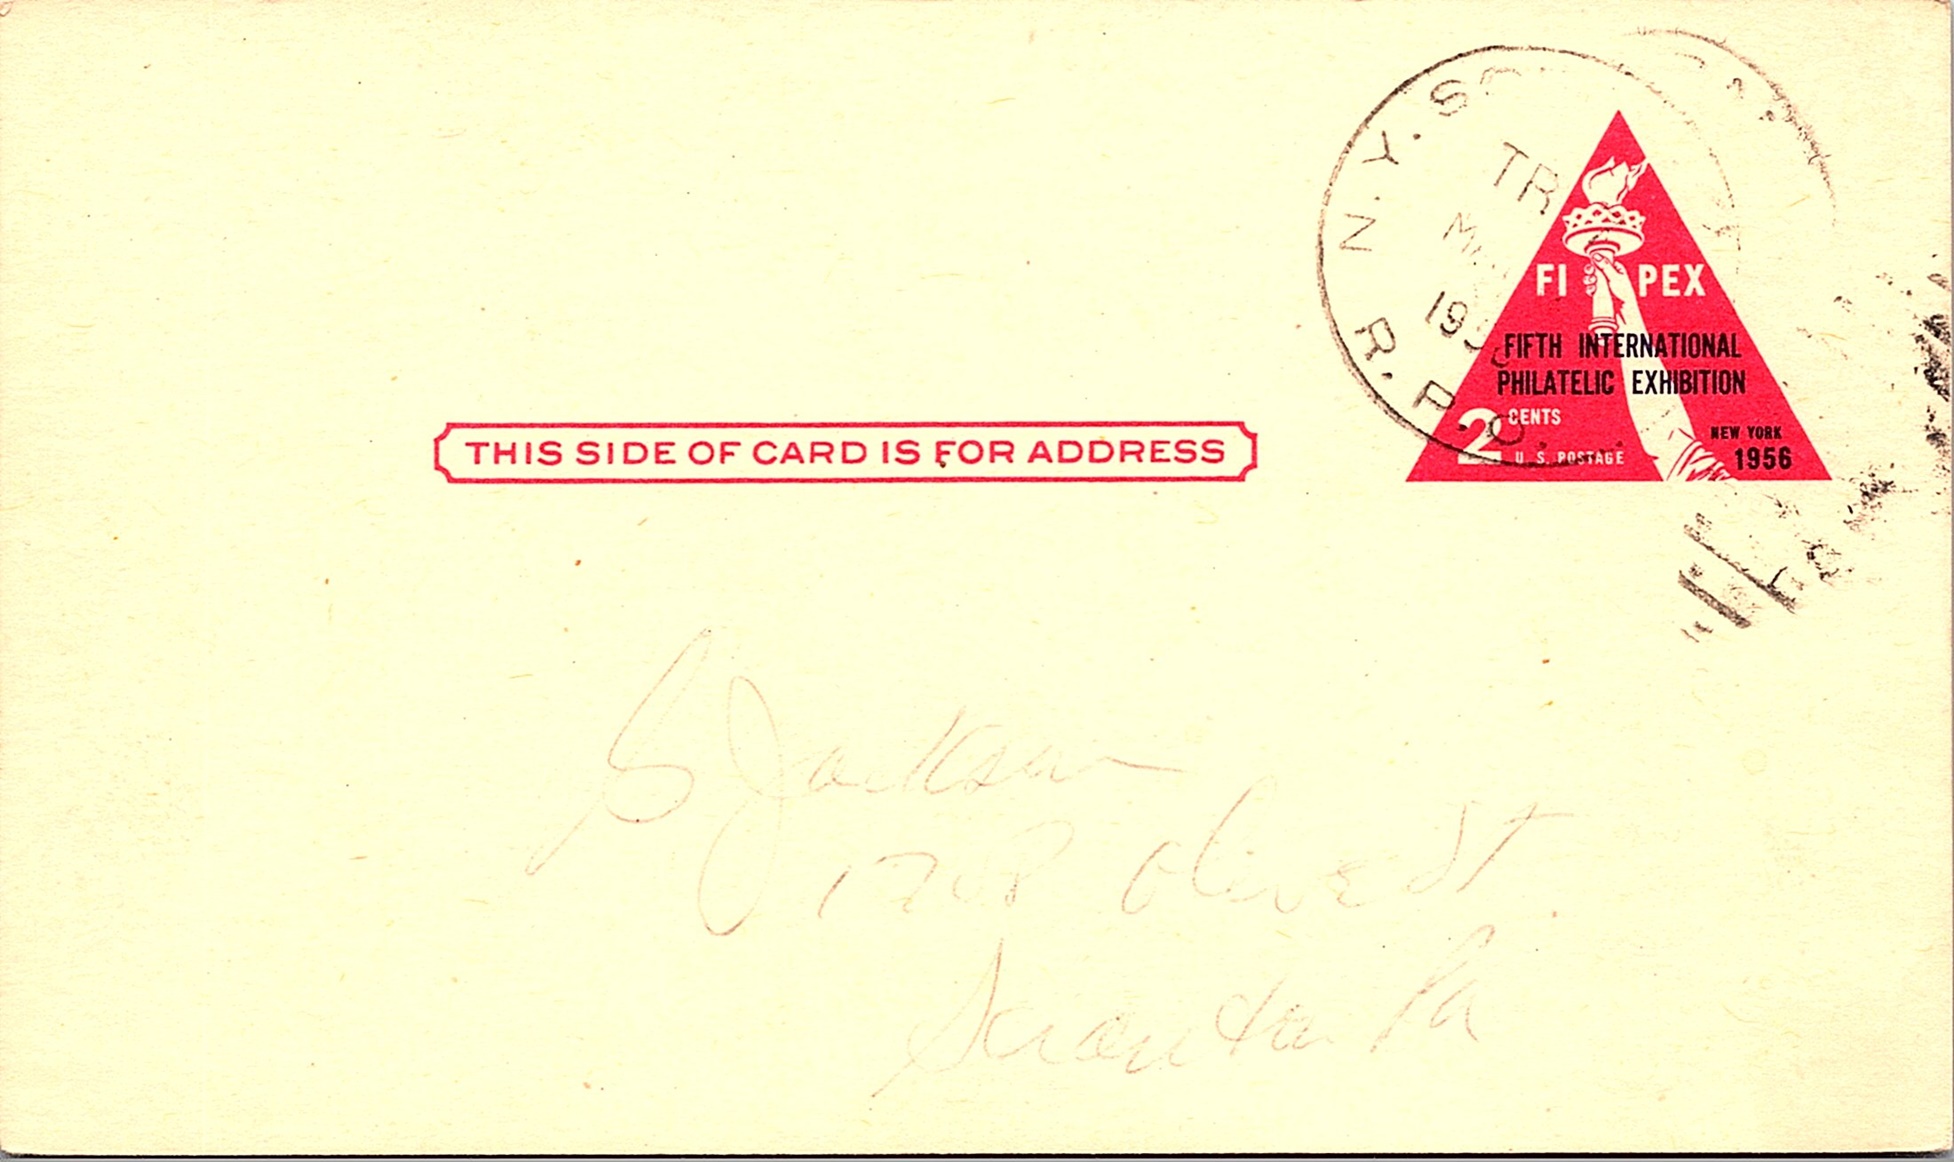 N.Y.
TR
19
R.P.O.
FI PEX
FIFTH INTERNATIONAL
PHILATELIC EXHIBITION
2 CENTS
U.S. POSTAGE
NEW YORK
1956
THIS SIDE OF CARD IS FOR ADDRESS
Jackson
1708 Olive St
Scranton Pa